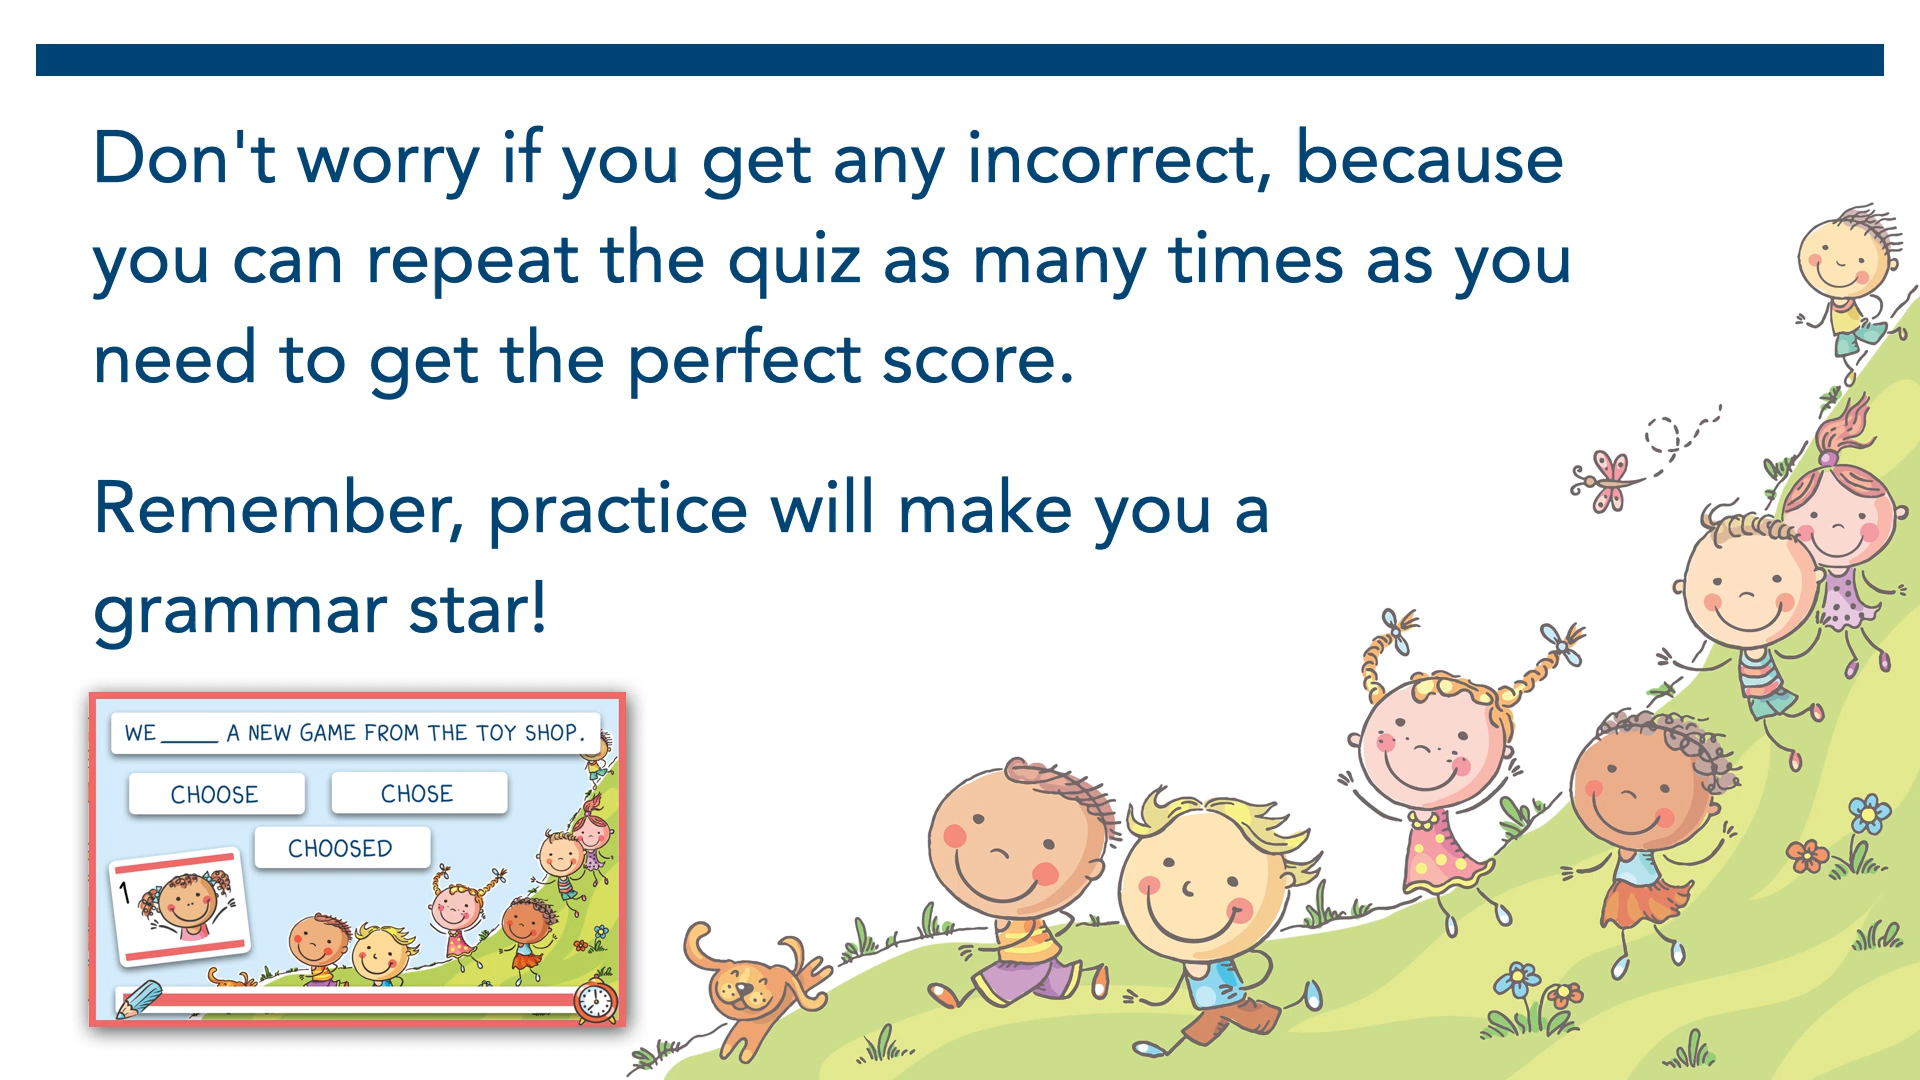 Don't worry if you get any incorrect, because
you can repeat the quiz as many times as you
need to get the perfect score.
Remember, practice will make you a
grammar star!
WE _____ A NEW GAME FROM THE TOY SHOP.
CHOOSE
CHOSE
CHOOSED
1